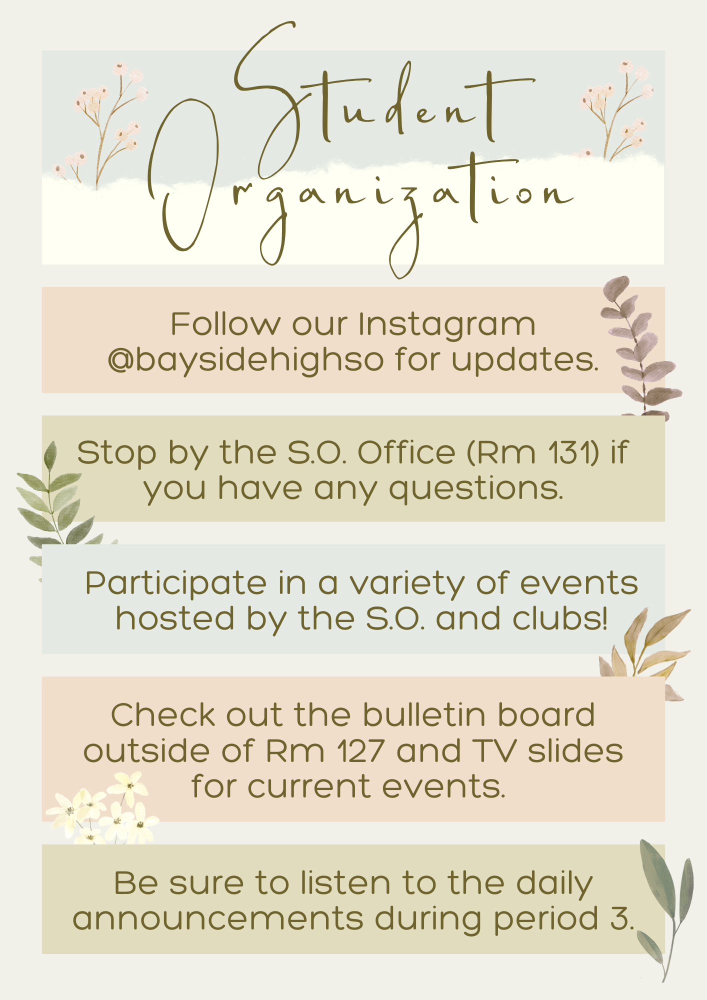 Student
Organization
Follow our Instagram
@baysidehighso for updates.
Stop by the S.O. Office (Rm 131) if
you have any questions.
Participate in a variety of events
hosted by the S.O. and clubs!
Check out the bulletin board
outside of Rm 127 and TV slides
for current events.
Be sure to listen to the daily
announcements during period 3.